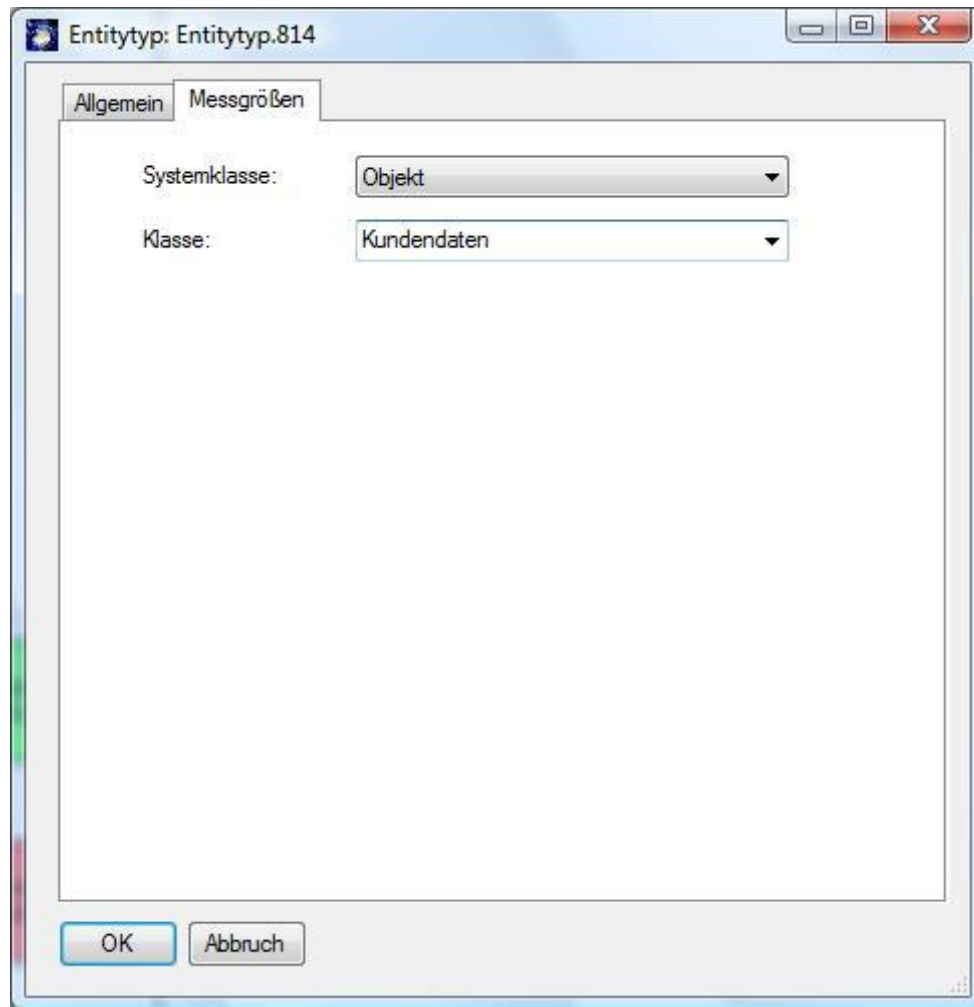 Entitytyp: Entitytyp.814
Allgemein Messgrößen
Systemklasse: Objekt
Klasse: Kundendaten
OK Abbruch